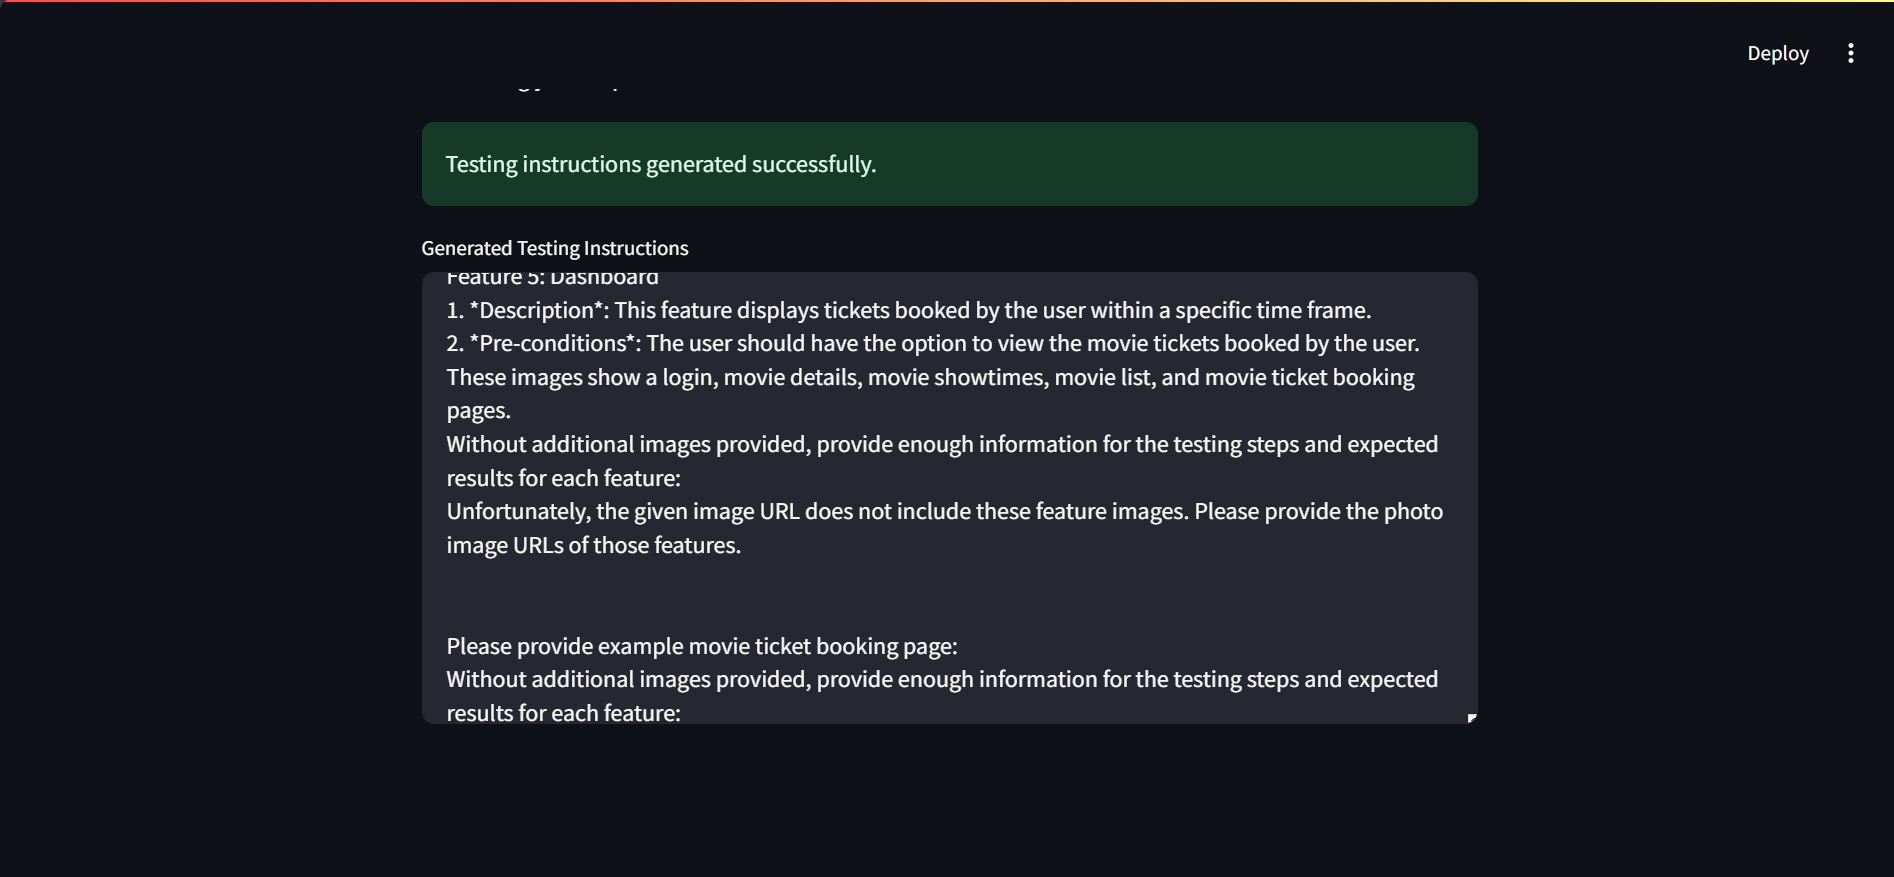 Deploy
Testing instructions generated successfully.
Generated Testing Instructions
Feature 5: Dashboard
1. *Description*: This feature displays tickets booked by the user within a specific time frame.
2. *Pre-conditions*: The user should have the option to view the movie tickets booked by the user.
These images show a login, movie details, movie showtimes, movie list, and movie ticket booking
pages.
Without additional images provided, provide enough information for the testing steps and expected
results for each feature:
Unfortunately, the given image URL does not include these feature images. Please provide the photo
image URLs of those features.
Please provide example movie ticket booking page:
Without additional images provided, provide enough information for the testing steps and expected
results for each feature: